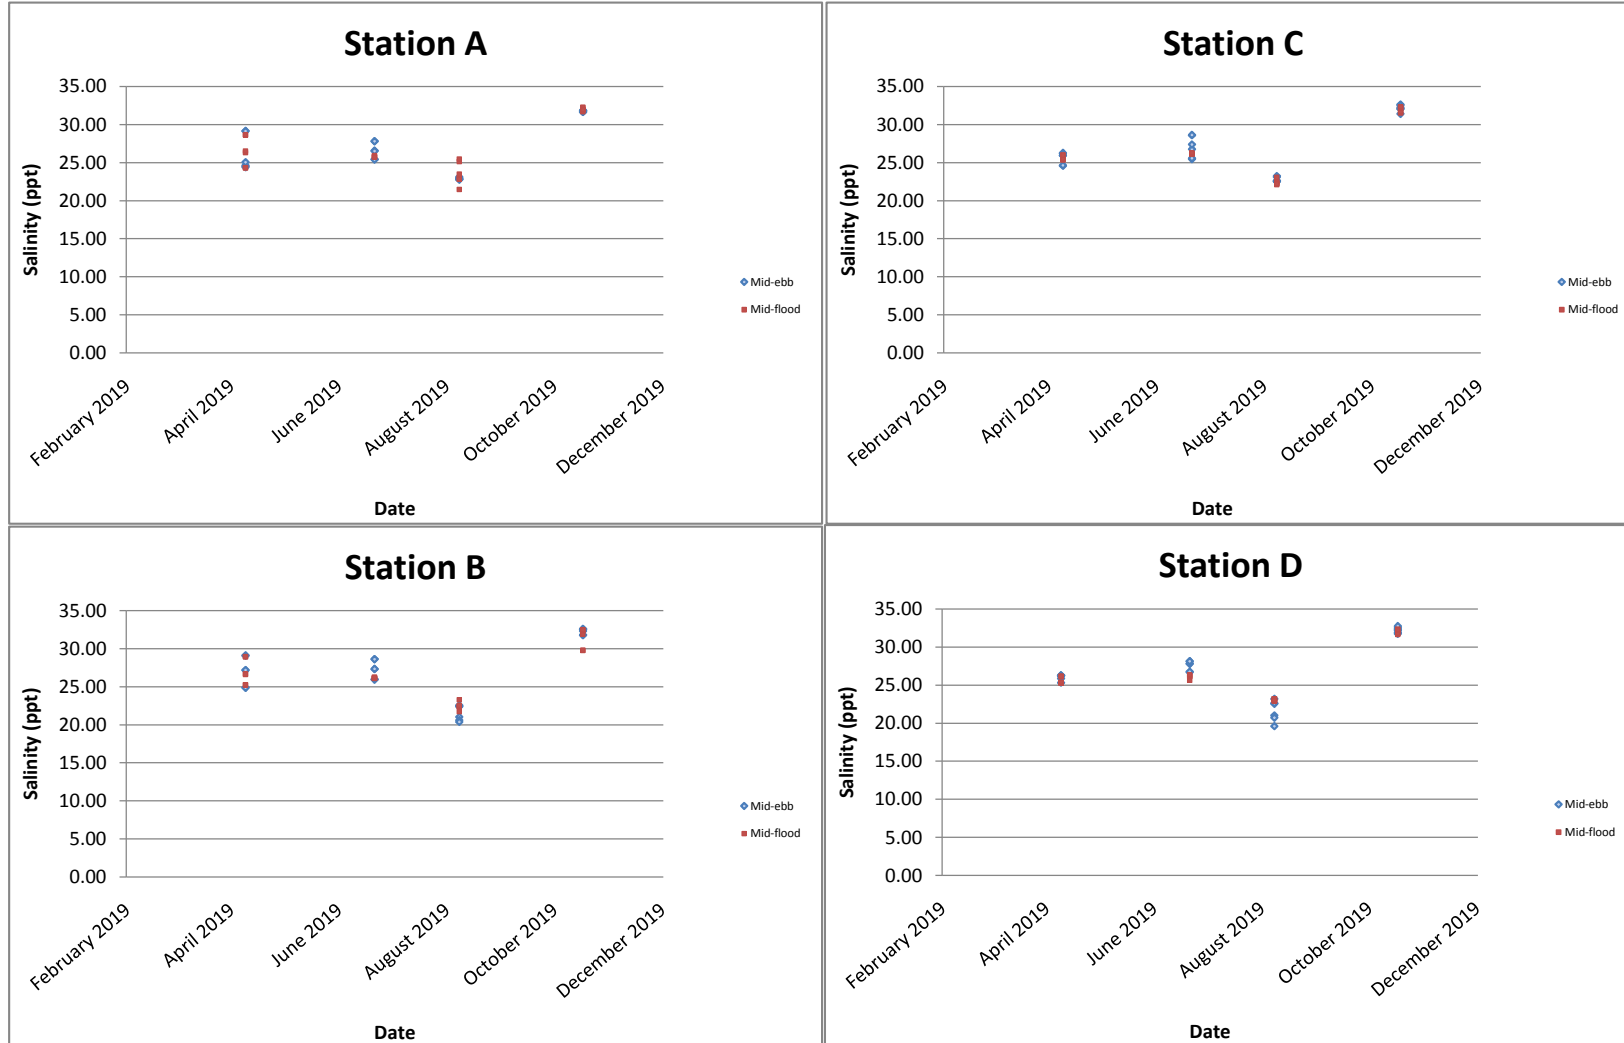 Station A
35.00
30.00
25.00
20.00
15.00
10.00
5.00
0.00
Salinity (ppt)
February 2019
April 2019
June 2019
August 2019
October 2019
December 2019
Date
Mid-ebb
Mid-flood
Station C
35.00
30.00
25.00
20.00
15.00
10.00
5.00
0.00
Salinity (ppt)
February 2019
April 2019
June 2019
August 2019
October 2019
December 2019
Date
Mid-ebb
Mid-flood
Station B
35.00
30.00
25.00
20.00
15.00
10.00
5.00
0.00
Salinity (ppt)
February 2019
April 2019
June 2019
August 2019
October 2019
December 2019
Date
Mid-ebb
Mid-flood
Station D
35.00
30.00
25.00
20.00
15.00
10.00
5.00
0.00
Salinity (ppt)
February 2019
April 2019
June 2019
August 2019
October 2019
December 2019
Date
Mid-ebb
Mid-flood